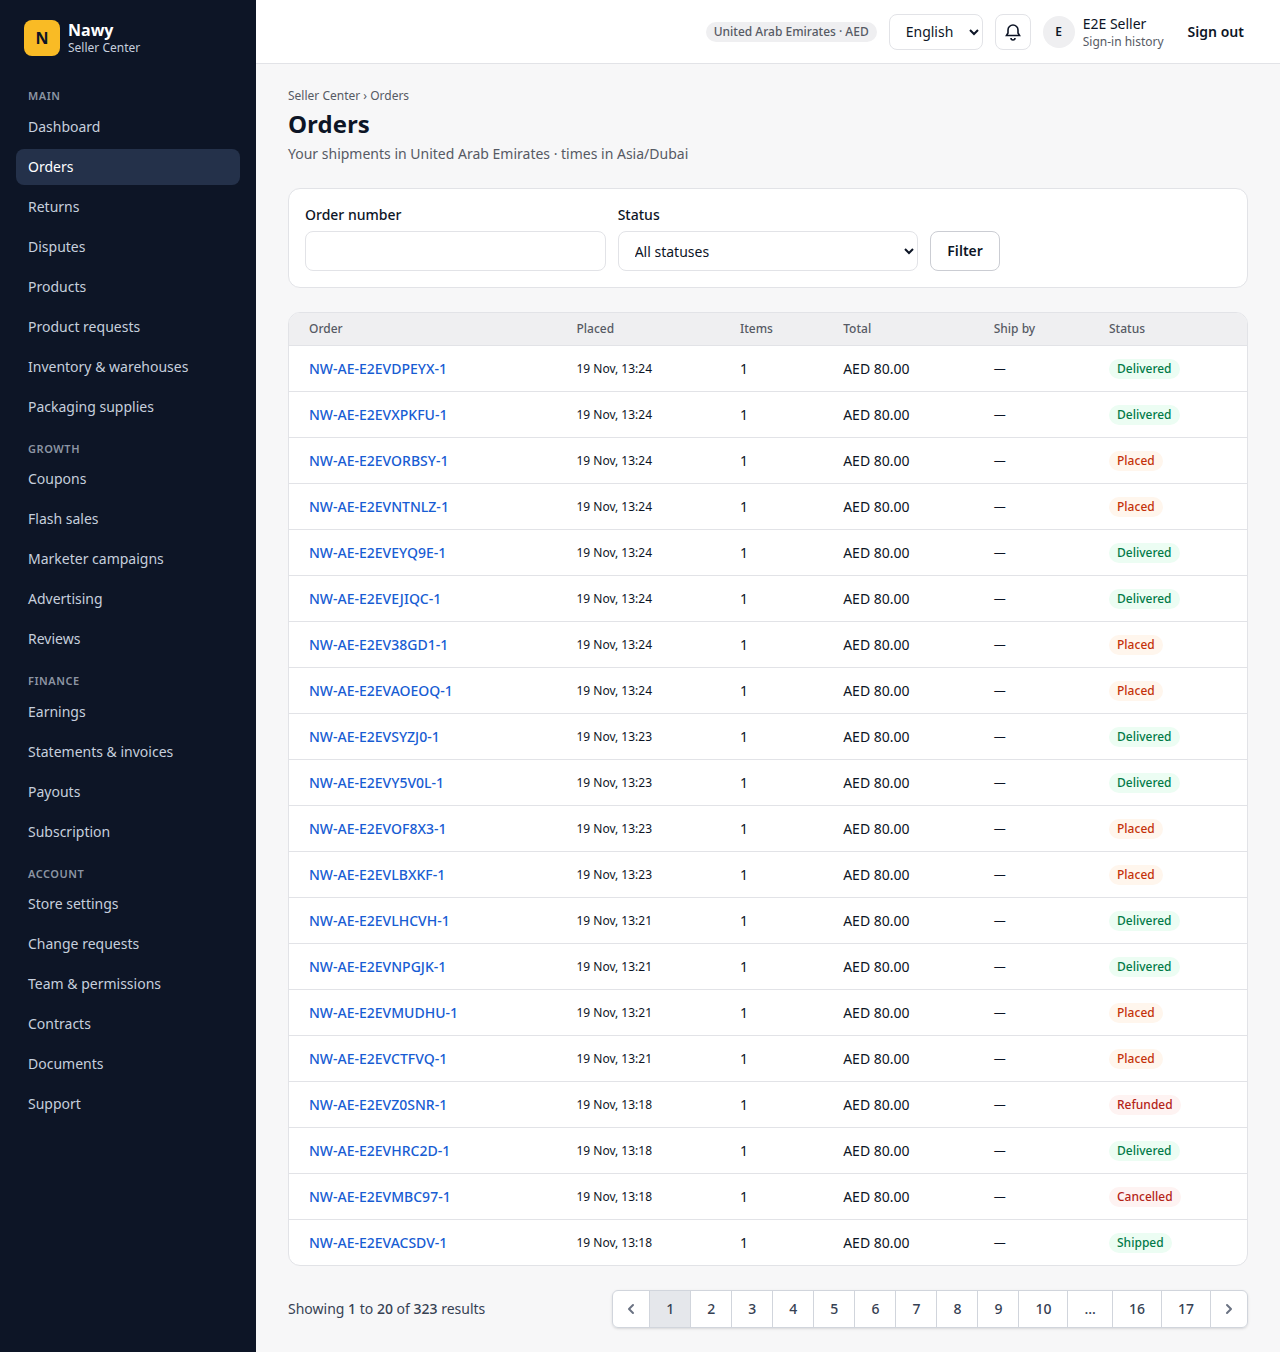 N
Nawy
Seller Center
United Arab Emirates · AED
English
E
E2E Seller
Sign-in history
Sign out
MAIN
Dashboard
Orders
Returns
Disputes
Products
Product requests
Inventory & warehouses
Packaging supplies
GROWTH
Coupons
Flash sales
Marketer campaigns
Advertising
Reviews
FINANCE
Earnings
Statements & invoices
Payouts
Subscription
ACCOUNT
Store settings
Change requests
Team & permissions
Contracts
Documents
Support
Seller Center › Orders
Orders
Your shipments in United Arab Emirates · times in Asia/Dubai
Order number
Status
All statuses
Filter
Order Placed Items Total Ship by Status
NW-AE-E2EVDPEYX-1 19 Nov, 13:24 1 AED 80.00 — Delivered
NW-AE-E2EVXPKFU-1 19 Nov, 13:24 1 AED 80.00 — Delivered
NW-AE-E2EVORBSY-1 19 Nov, 13:24 1 AED 80.00 — Placed
NW-AE-E2EVNTNLZ-1 19 Nov, 13:24 1 AED 80.00 — Placed
NW-AE-E2EVEYQ9E-1 19 Nov, 13:24 1 AED 80.00 — Delivered
NW-AE-E2EVEJIQC-1 19 Nov, 13:24 1 AED 80.00 — Delivered
NW-AE-E2EV38GD1-1 19 Nov, 13:24 1 AED 80.00 — Placed
NW-AE-E2EVAOEOQ-1 19 Nov, 13:24 1 AED 80.00 — Placed
NW-AE-E2EVSYZJ0-1 19 Nov, 13:23 1 AED 80.00 — Delivered
NW-AE-E2EVY5V0L-1 19 Nov, 13:23 1 AED 80.00 — Delivered
NW-AE-E2EVOF8X3-1 19 Nov, 13:23 1 AED 80.00 — Placed
NW-AE-E2EVLBXKF-1 19 Nov, 13:23 1 AED 80.00 — Placed
NW-AE-E2EVLHCVH-1 19 Nov, 13:21 1 AED 80.00 — Delivered
NW-AE-E2EVNPGJK-1 19 Nov, 13:21 1 AED 80.00 — Delivered
NW-AE-E2EVMUDHU-1 19 Nov, 13:21 1 AED 80.00 — Placed
NW-AE-E2EVCTFVQ-1 19 Nov, 13:21 1 AED 80.00 — Placed
NW-AE-E2EVZ0SNR-1 19 Nov, 13:18 1 AED 80.00 — Refunded
NW-AE-E2EVHRC2D-1 19 Nov, 13:18 1 AED 80.00 — Delivered
NW-AE-E2EVMBC97-1 19 Nov, 13:18 1 AED 80.00 — Cancelled
NW-AE-E2EVACSDV-1 19 Nov, 13:18 1 AED 80.00 — Shipped
Showing 1 to 20 of 323 results
1 2 3 4 5 6 7 8 9 10 ... 16 17